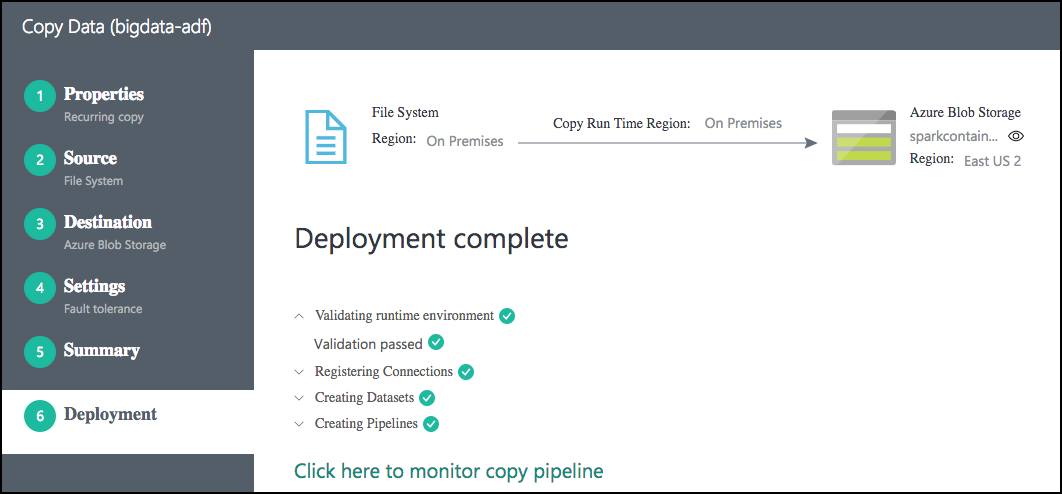 Copy Data (bigdata-adf)
1 Properties
Recurring copy
2 Source
File System
3 Destination
Azure Blob Storage
4 Settings
Fault tolerance
5 Summary
6 Deployment
File System
Region: On Premises
Copy Run Time Region: On Premises
Azure Blob Storage
sparkcontain...
Region: East US 2
Deployment complete
Validating runtime environment
Validation passed
Registering Connections
Creating Datasets
Creating Pipelines
Click here to monitor copy pipeline